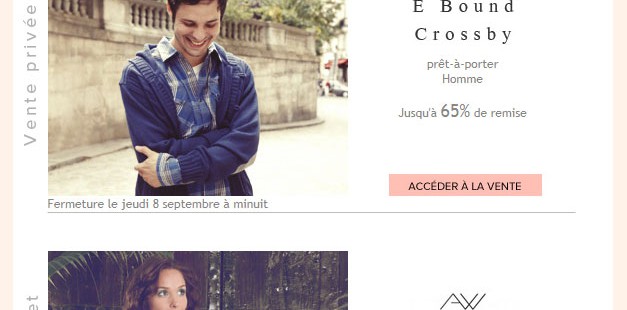 Vente privée
E Bound
Crossby
prêt-à-porter
Homme
Jusqu'à 65% de remise
ACCÉDER À LA VENTE
Fermeture le jeudi 8 septembre à minuit
et